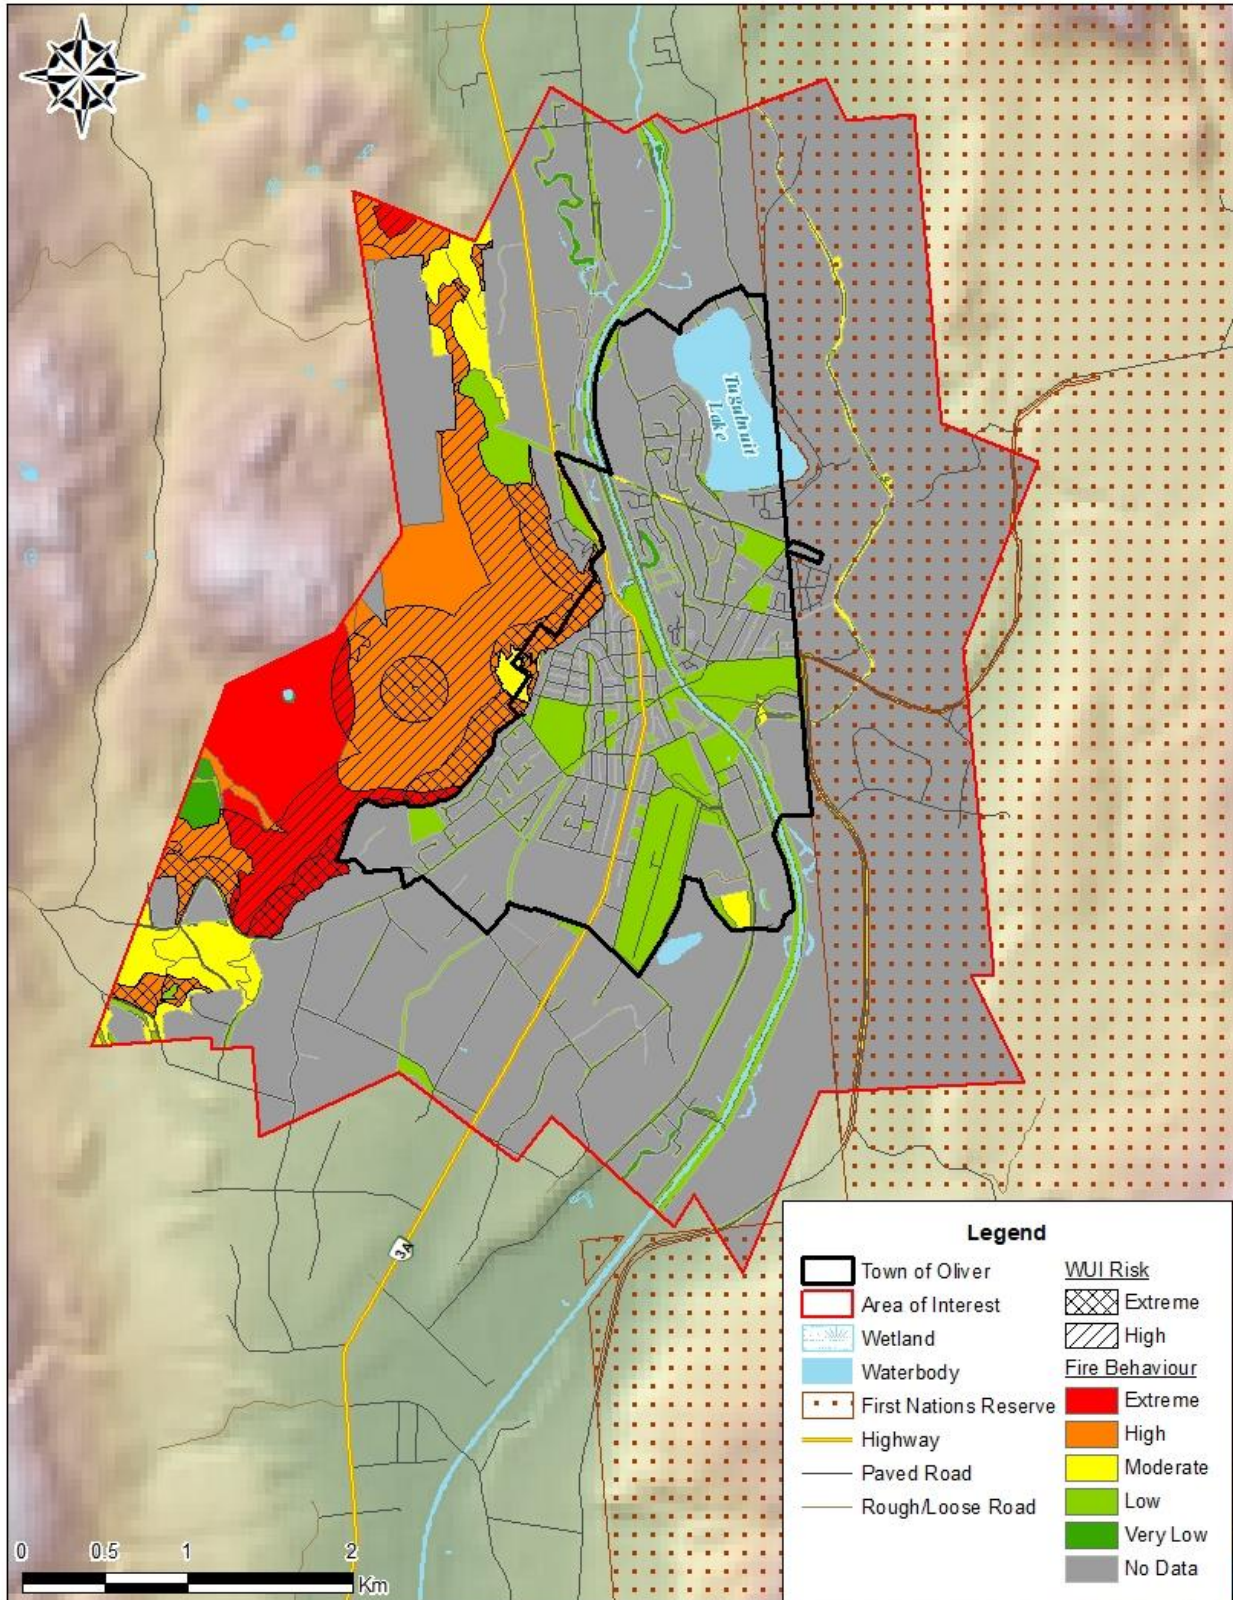 Tugulnuit
Lake
3A
Legend
Town of Oliver
Area of Interest
Wetland
Waterbody
First Nations Reserve
Highway
Paved Road
Rough/Loose Road
WUI Risk
Extreme
High
Fire Behaviour
Extreme
High
Moderate
Low
Very Low
No Data
0 0.5 1 2
Km